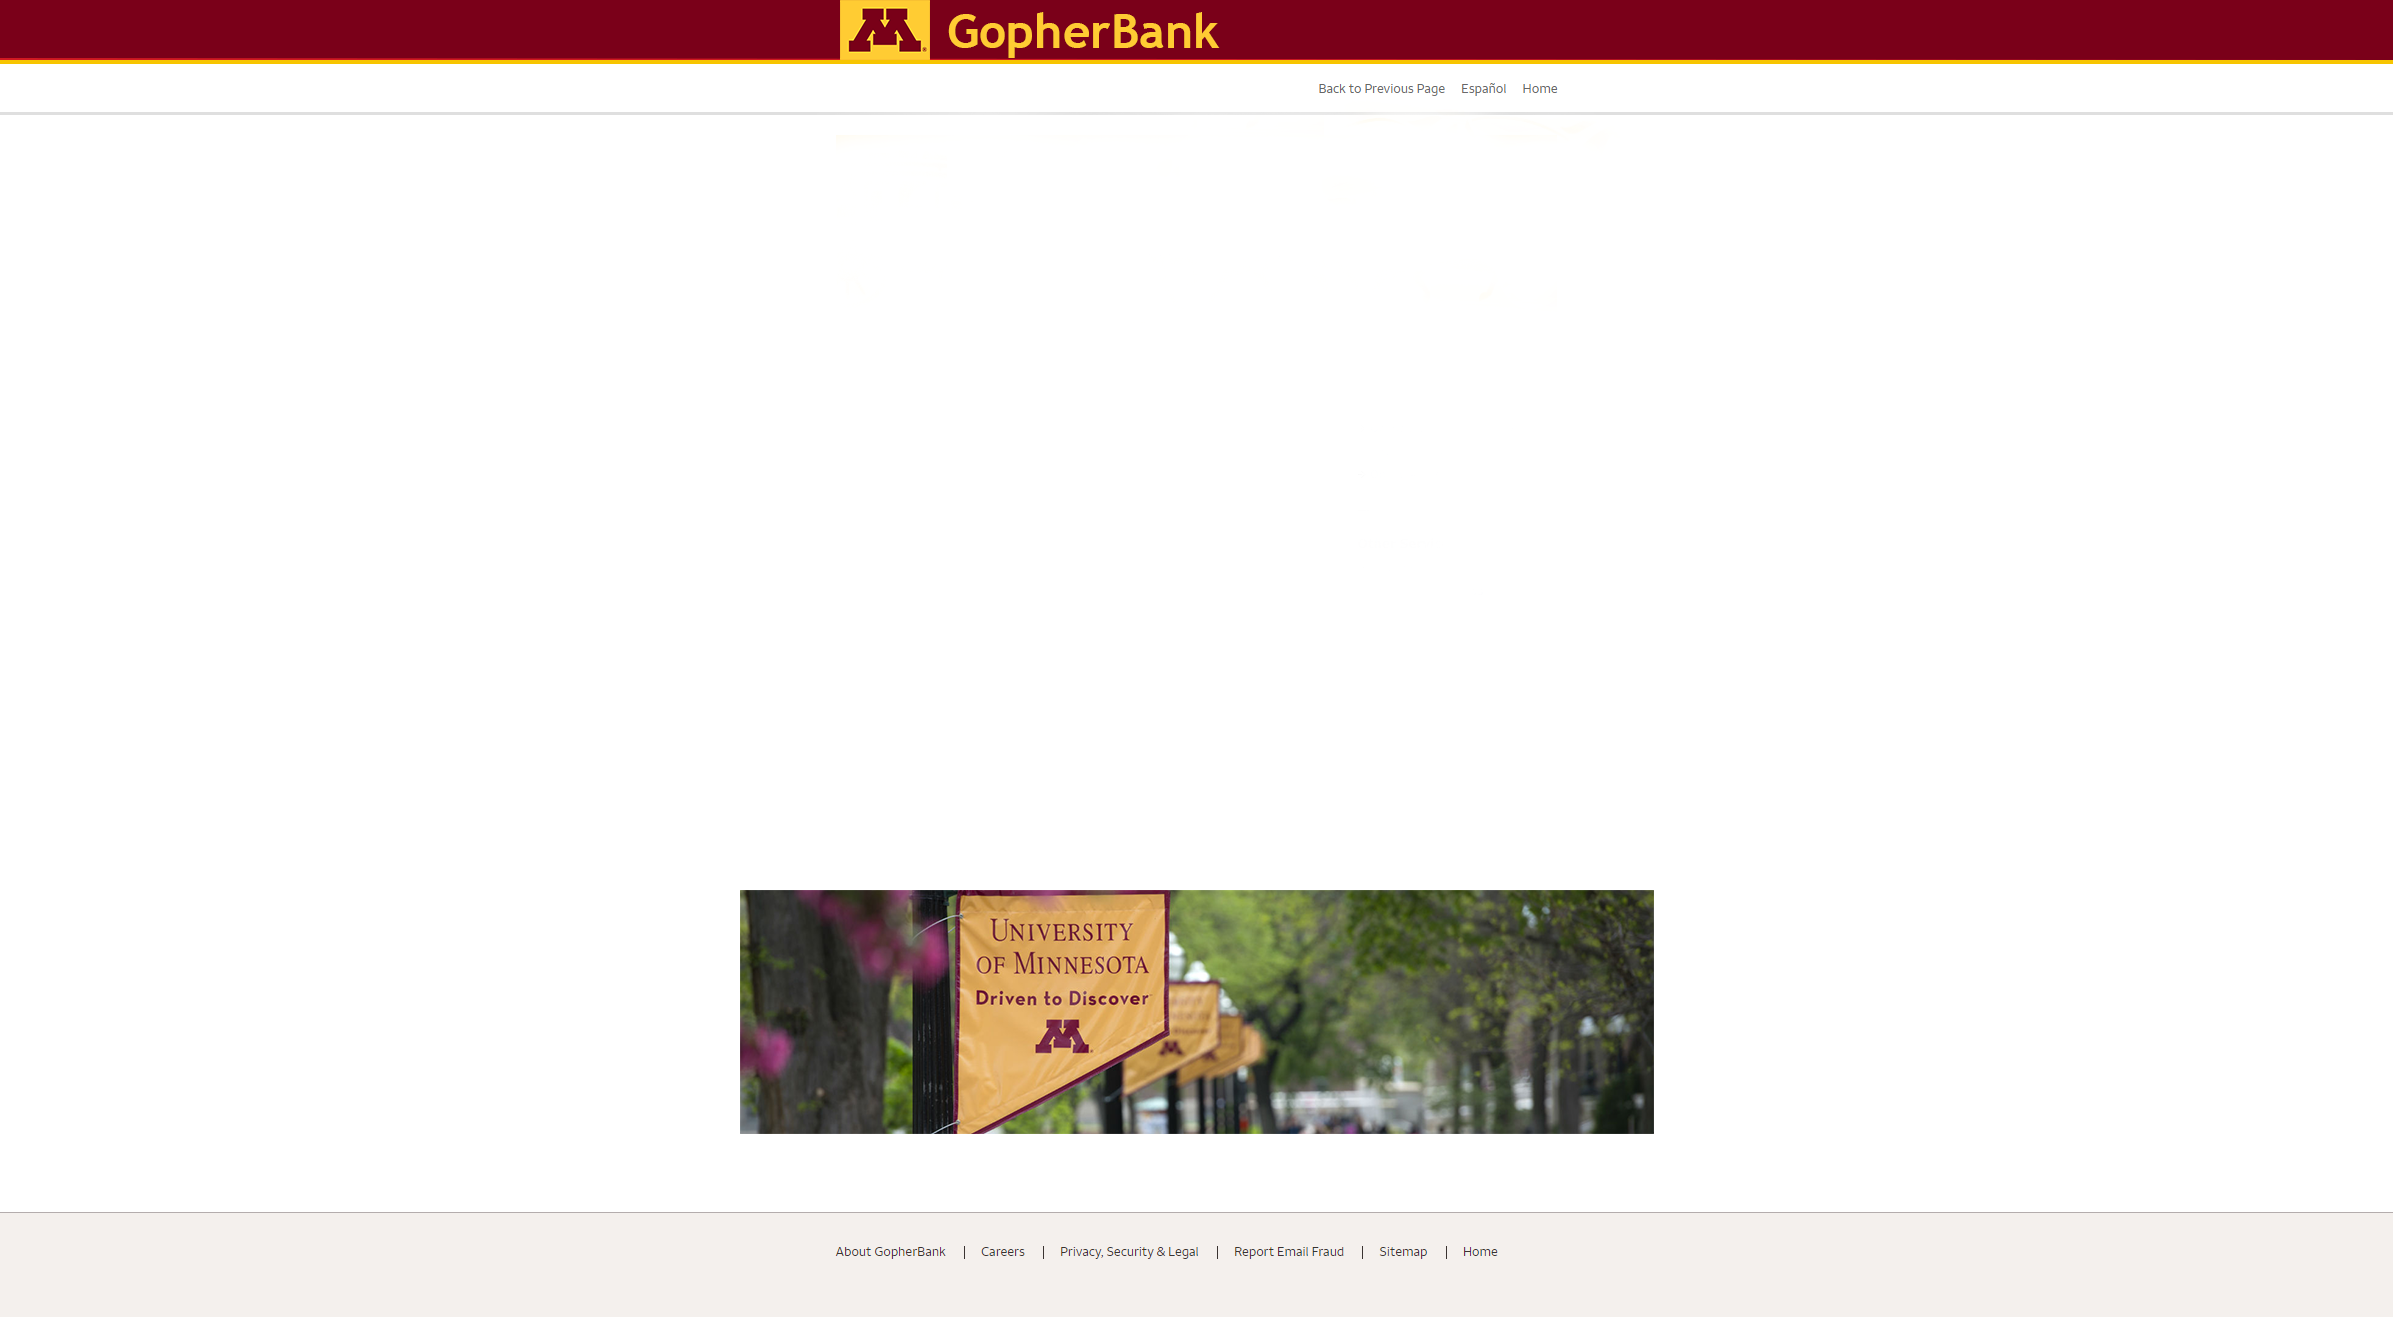 GopherBank
Back to Previous Page Español Home
UNIVERSITY
OF MINNESOTA
Driven to Discover
About GopherBank | Careers | Privacy, Security & Legal | Report Email Fraud | Sitemap | Home